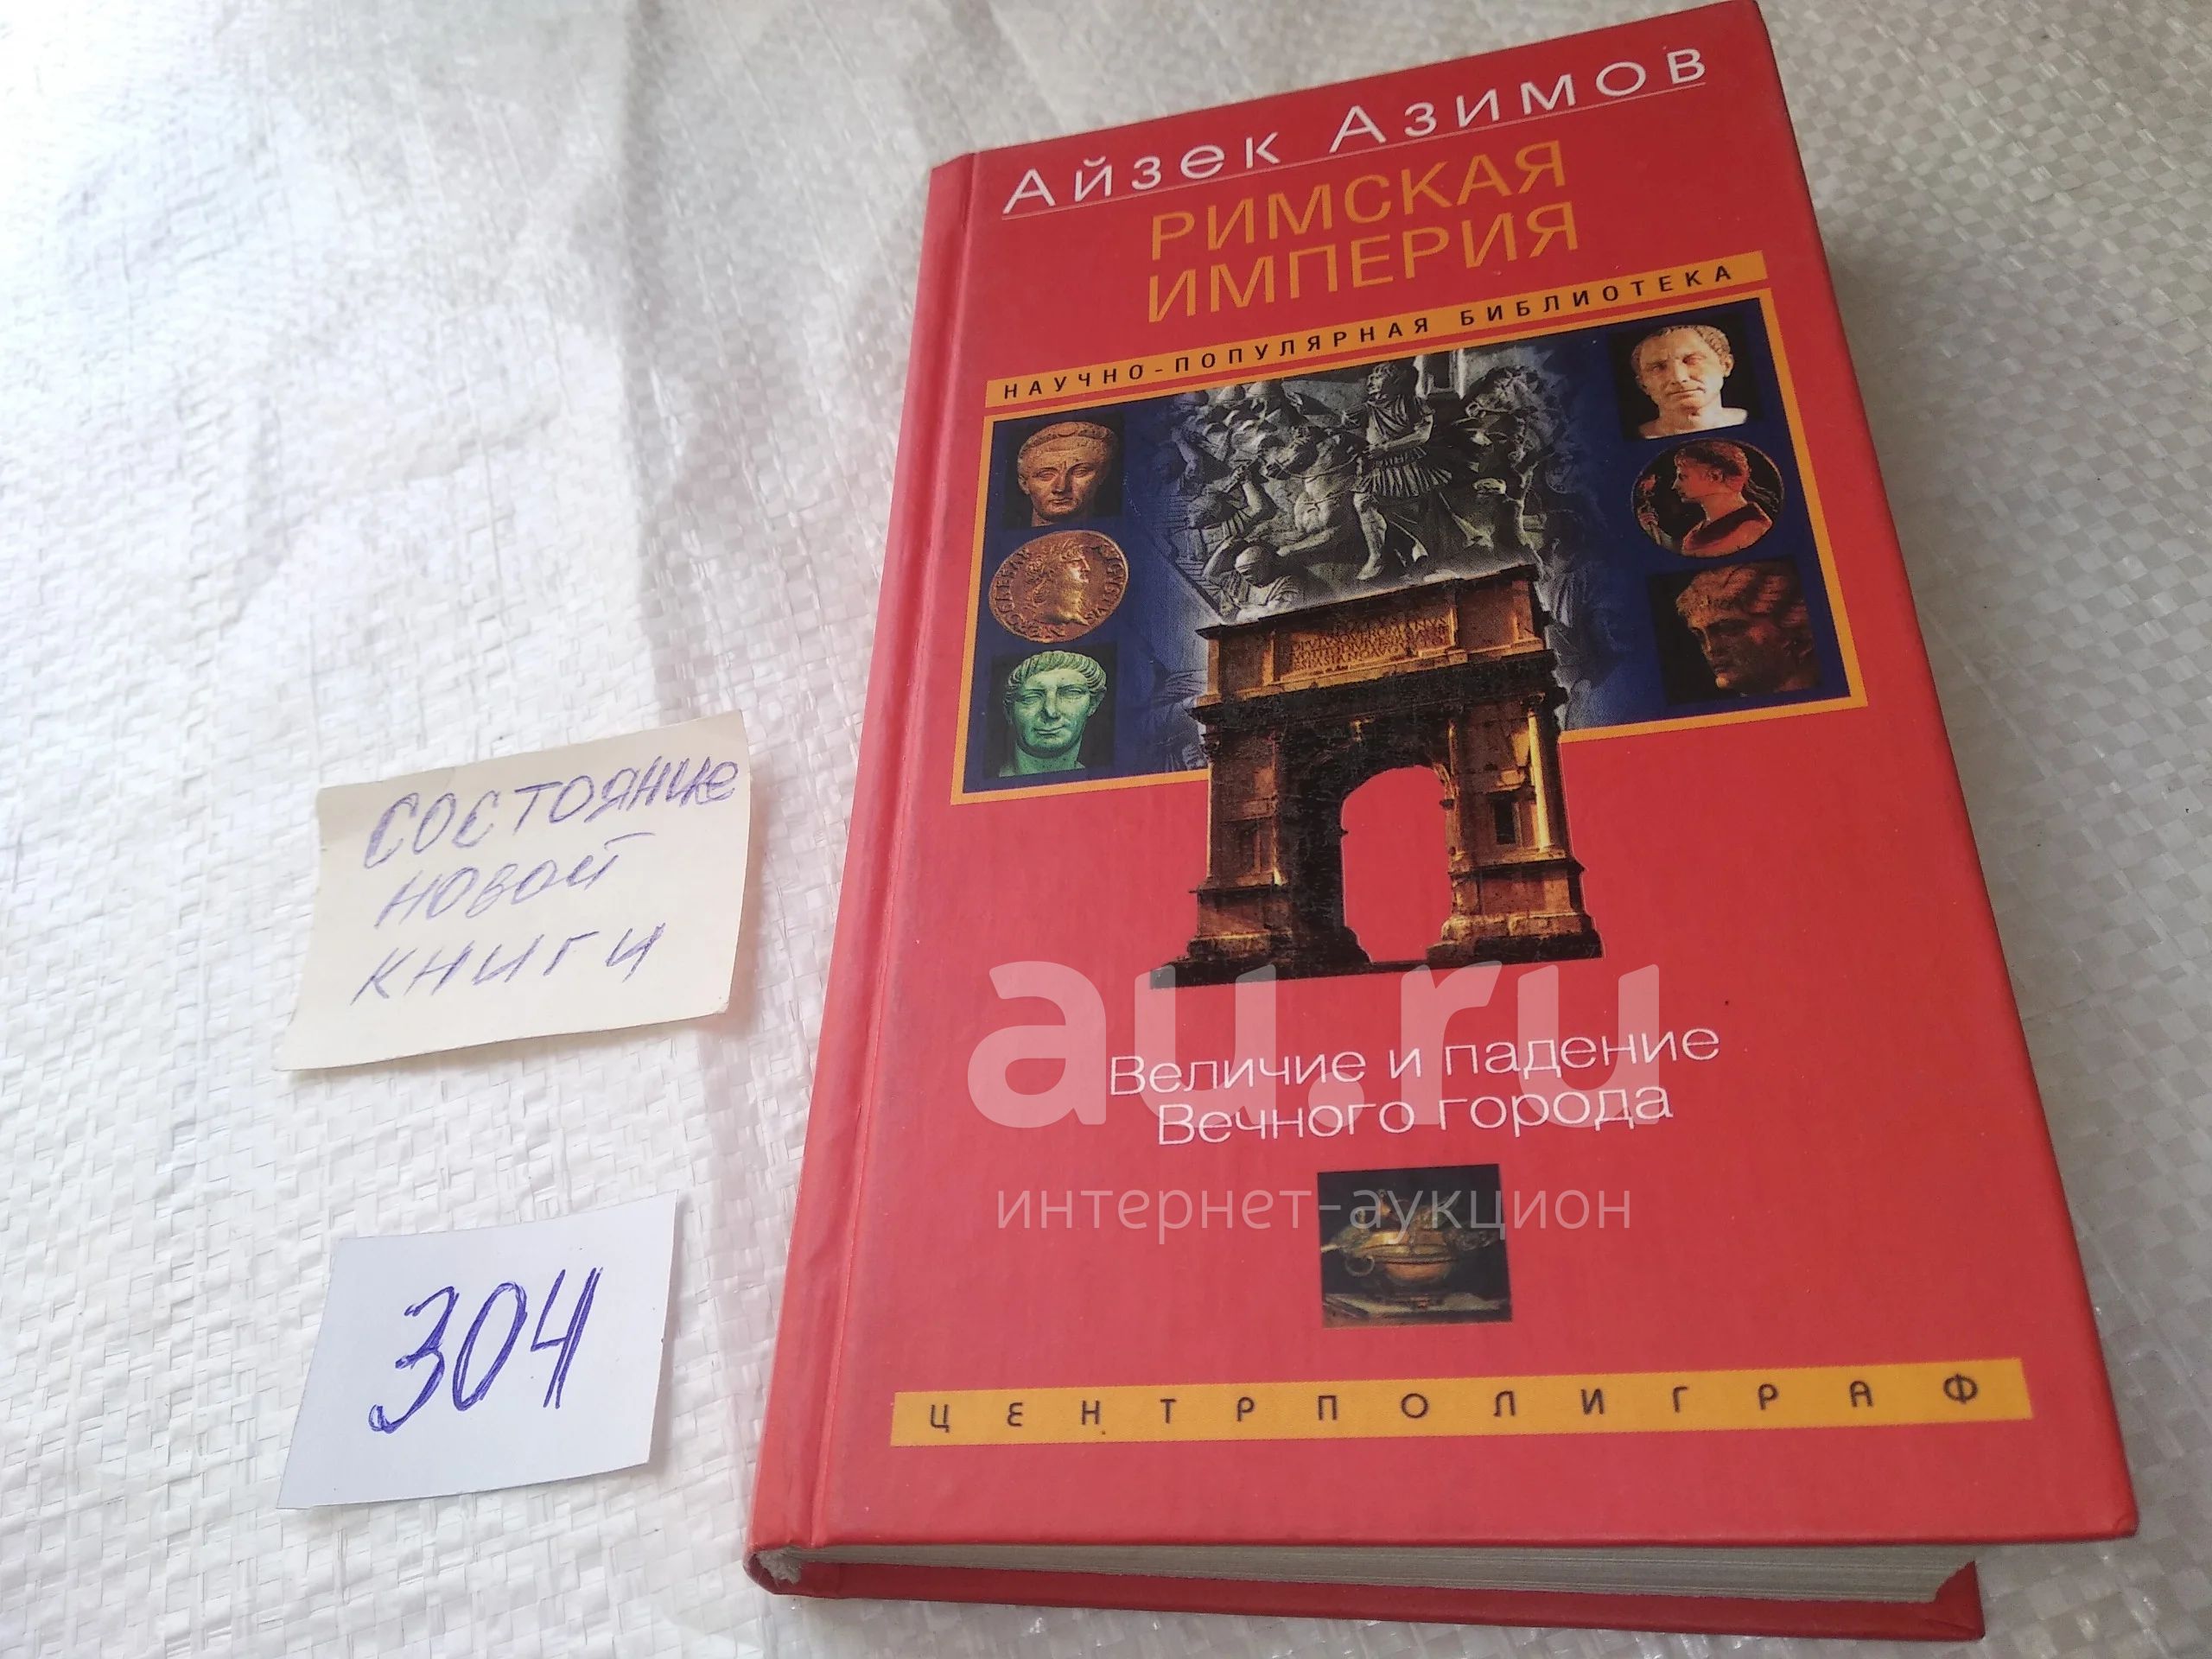 Айзек Азимов
РИМСКАЯ
ИМПЕРИЯ
НАУЧНО-ПОПУЛЯРНАЯ БИБЛИОТЕКА
СОСТОЯНИЕ
НОВОЙ
КНИГИ
au.ru
Величие и падение
Вечного города
интернет-аукцион
304
ЦЕНТРПОЛИГРАФ